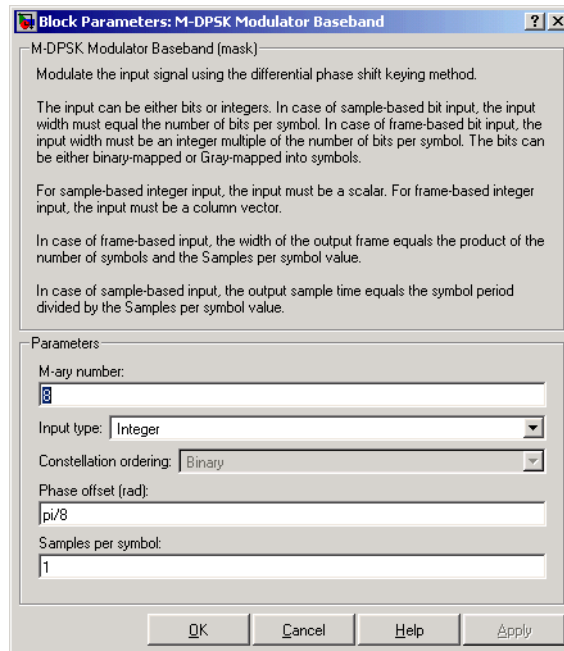 Block Parameters: M-DPSK Modulator Baseband
M-DPSK Modulator Baseband (mask)
Modulate the input signal using the differential phase shift keying method.
The input can be either bits or integers. In case of sample-based bit input, the input
width must equal the number of bits per symbol. In case of frame-based bit input, the
input width must be an integer multiple of the number of bits per symbol. The bits can
be either binary-mapped or Gray-mapped into symbols.
For sample-based integer input, the input must be a scalar. For frame-based integer
input, the input must be a column vector.
In case of frame-based input, the width of the output frame equals the product of the
number of symbols and the Samples per symbol value.
In case of sample-based input, the output sample time equals the symbol period
divided by the Samples per symbol value.
Parameters
M-ary number:
8
Input type: Integer
Constellation ordering: Binary
Phase offset (rad):
pi/8
Samples per symbol:
1
OK Cancel Help Apply